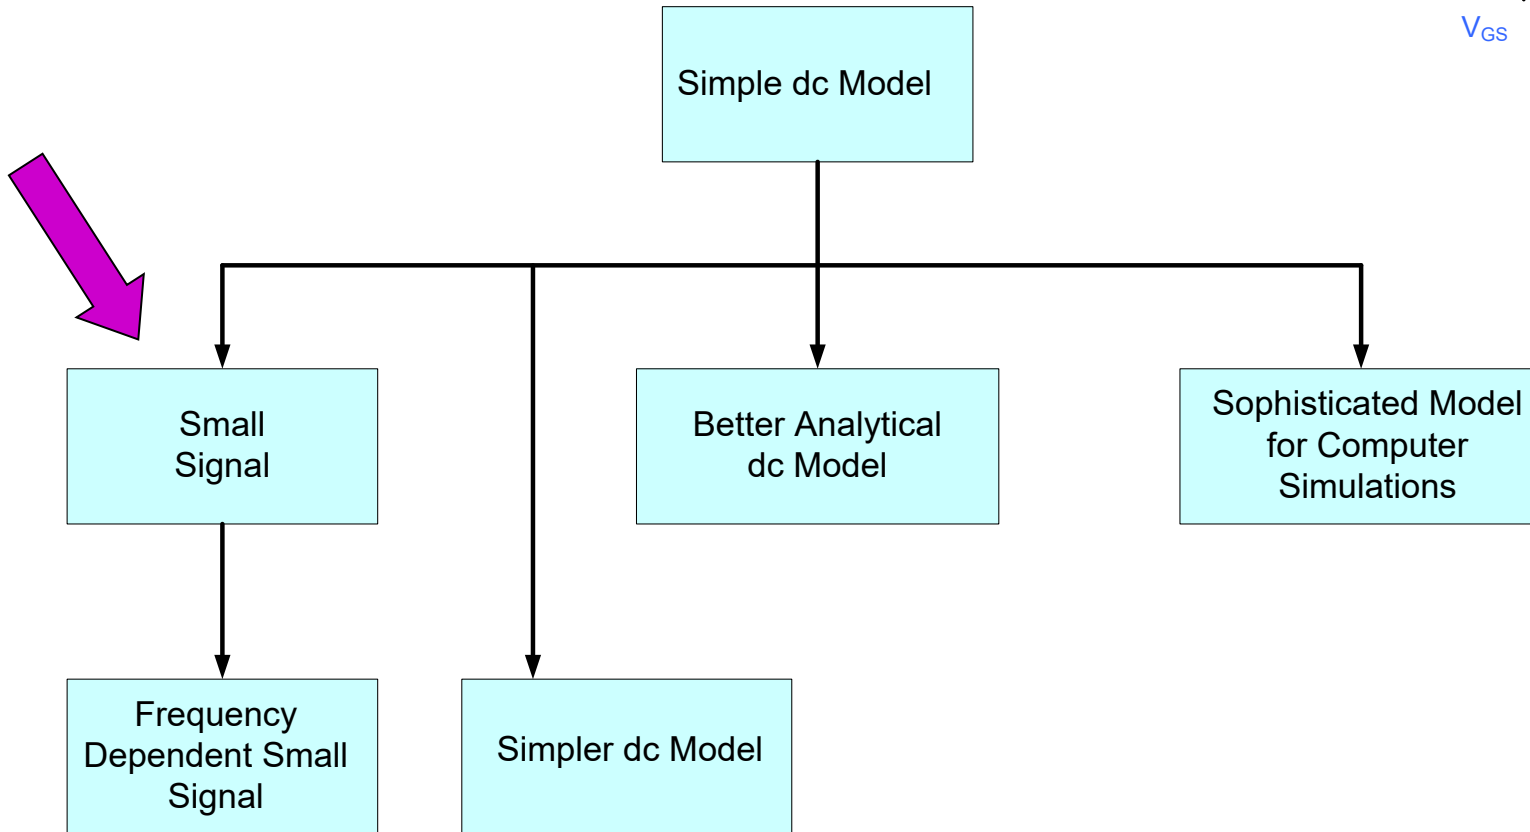 V_GS
Simple dc Model
Small
Signal
Better Analytical
dc Model
Sophisticated Model
for Computer
Simulations
Frequency
Dependent Small
Signal
Simpler dc Model